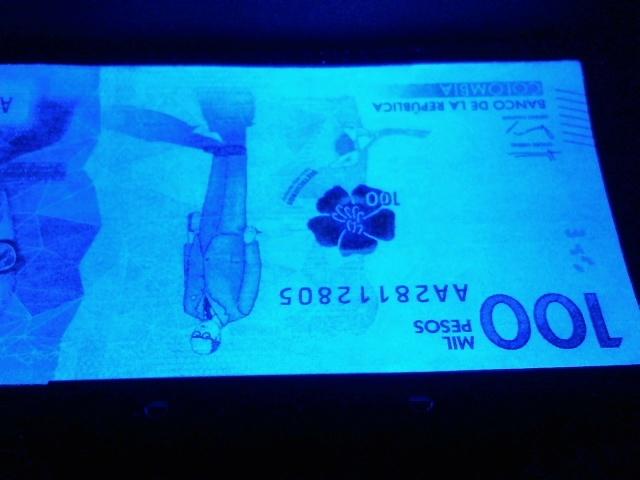 100
MIL
PESOS
AA28112805
100
BANCO DE LA REPÚBLICA
COLOMBIA
A